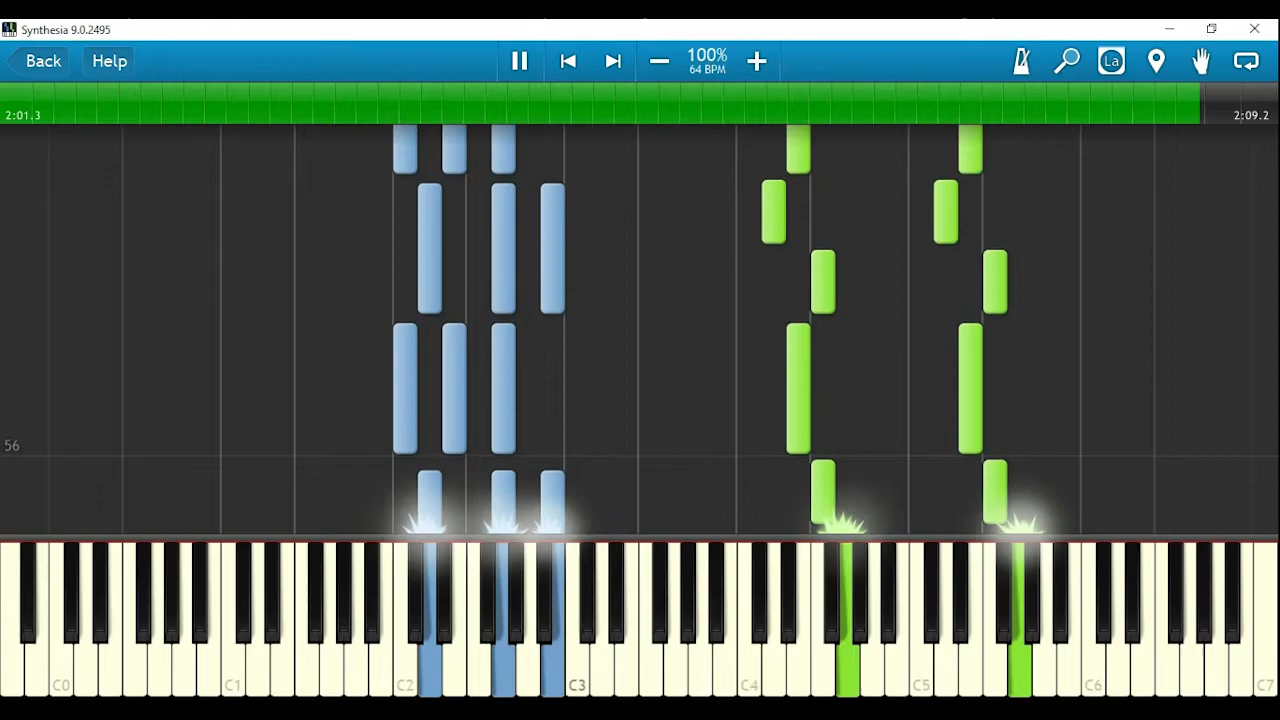 Synthesia 9.0.2495
Back Help 100% La
64 BPM
2:01.3 2:09.2
56
C0 C1 C2 C3 C4 C5 C6 C7